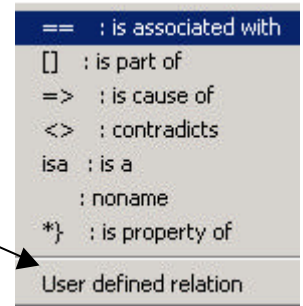 == : is associated with
[] : is part of
=> : is cause of
<> : contradicts
isa : is a
: noname
*} : is property of
User defined relation